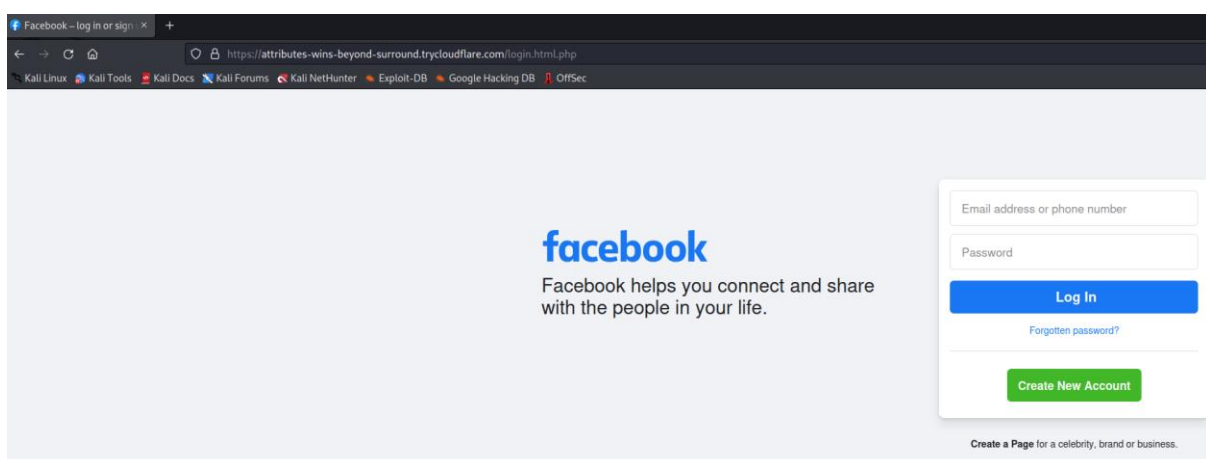 Facebook – log in or sign
https://attributes-wins-beyond-surround.trycloudflare.com/login.html.php
Kali Linux Kali Tools Kali Docs Kali Forums Kali NetHunter Exploit-DB Google Hacking DB OffSec
Email address or phone number
Password
facebook
Facebook helps you connect and share
with the people in your life.
Log In
Forgotten password?
Create New Account
Create a Page for a celebrity, brand or business.